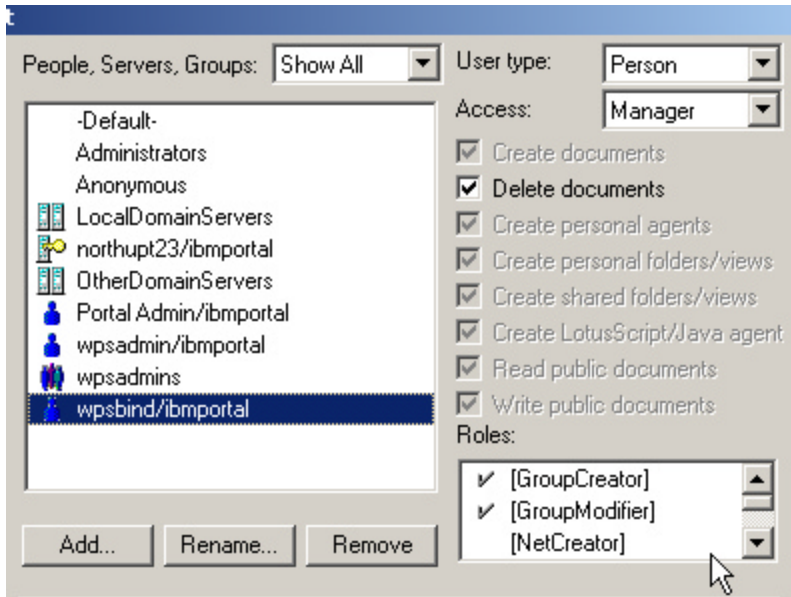 t
People, Servers, Groups: Show All
User type: Person
Access: Manager
-Default-
Administrators
Anonymous
LocalDomainServers
northupt23/ibmportal
OtherDomainServers
Portal Admin/ibmportal
wpsadmin/ibmportal
wpsadmins
wpsbind/ibmportal
Create documents
Delete documents
Create personal agents
Create personal folders/views
Create shared folders/views
Create LotusScript/Java agent
Read public documents
Write public documents
Roles:
[GroupCreator]
[GroupModifier]
[NetCreator]
Add... Rename... Remove